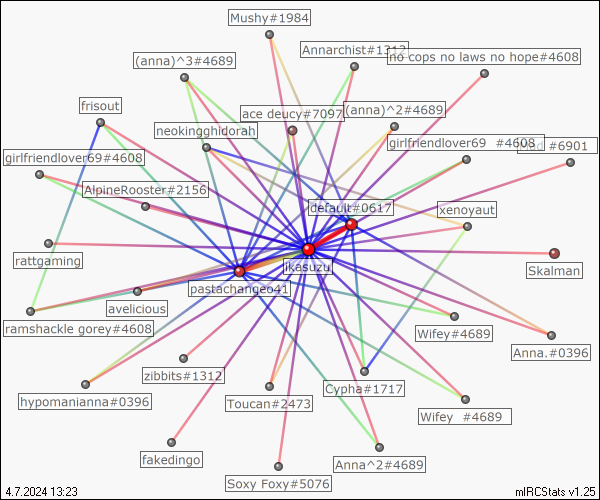 Mushy#1984
Annarchist#1312
no cops no laws no hope#4608
(anna)^3#4689
frisout
ace deucy#7097
(anna)^2#4689
neokingghidorah
girlfriendlover69 #4608
#6901
girlfriendlover69#4608
AlpineRooster#2156
default#0617
xenoyaut
rattgaming
ikasuzu
Skalman
pastachangeo41
avelicious
ramshackle gorey#4608
Wifey#4689
Anna.#0396
zibbits#1312
Cypha#1717
hypomanianna#0396
Toucan#2473
Wifey #4689
fakedingo
Anna^2#4689
Soxy Foxy#5076
4.7.2024 13:23
mIRCStats v1.25